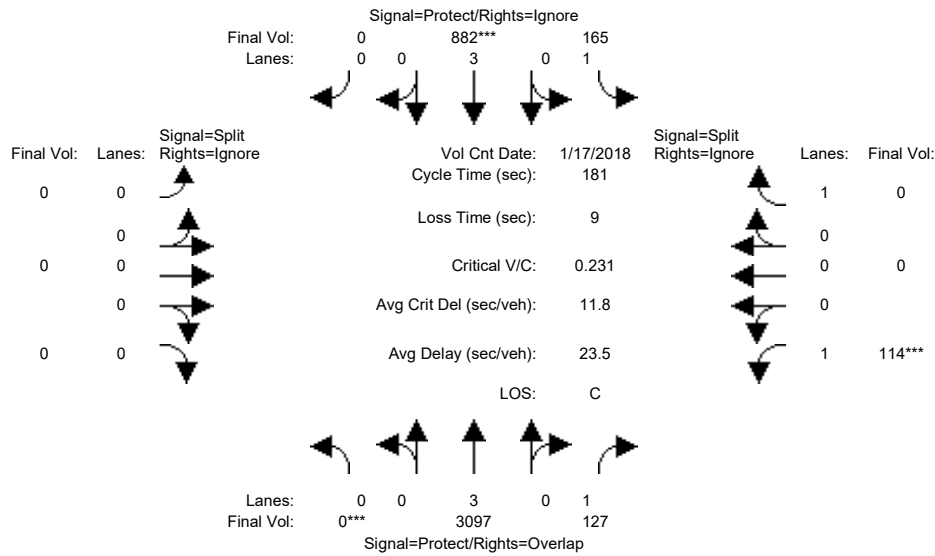 Signal=Protect/Rights=Ignore
Final Vol: 0 882*** 165
Lanes: 0 0 3 0 1
Signal=Split Signal=Split
Final Vol: Lanes: Rights=Ignore Vol Cnt Date: 1/17/2018 Rights=Ignore Lanes: Final Vol:
Cycle Time (sec): 181
0 0 1 0
Loss Time (sec): 9
0 0
0 0 Critical V/C: 0.231 0 0
0 Avg Crit Del (sec/veh): 11.8 0
0 0 Avg Delay (sec/veh): 23.5 1 114***
LOS: C
Lanes: 0 0 3 0 1
Final Vol: 0*** 3097 127
Signal=Protect/Rights=Overlap